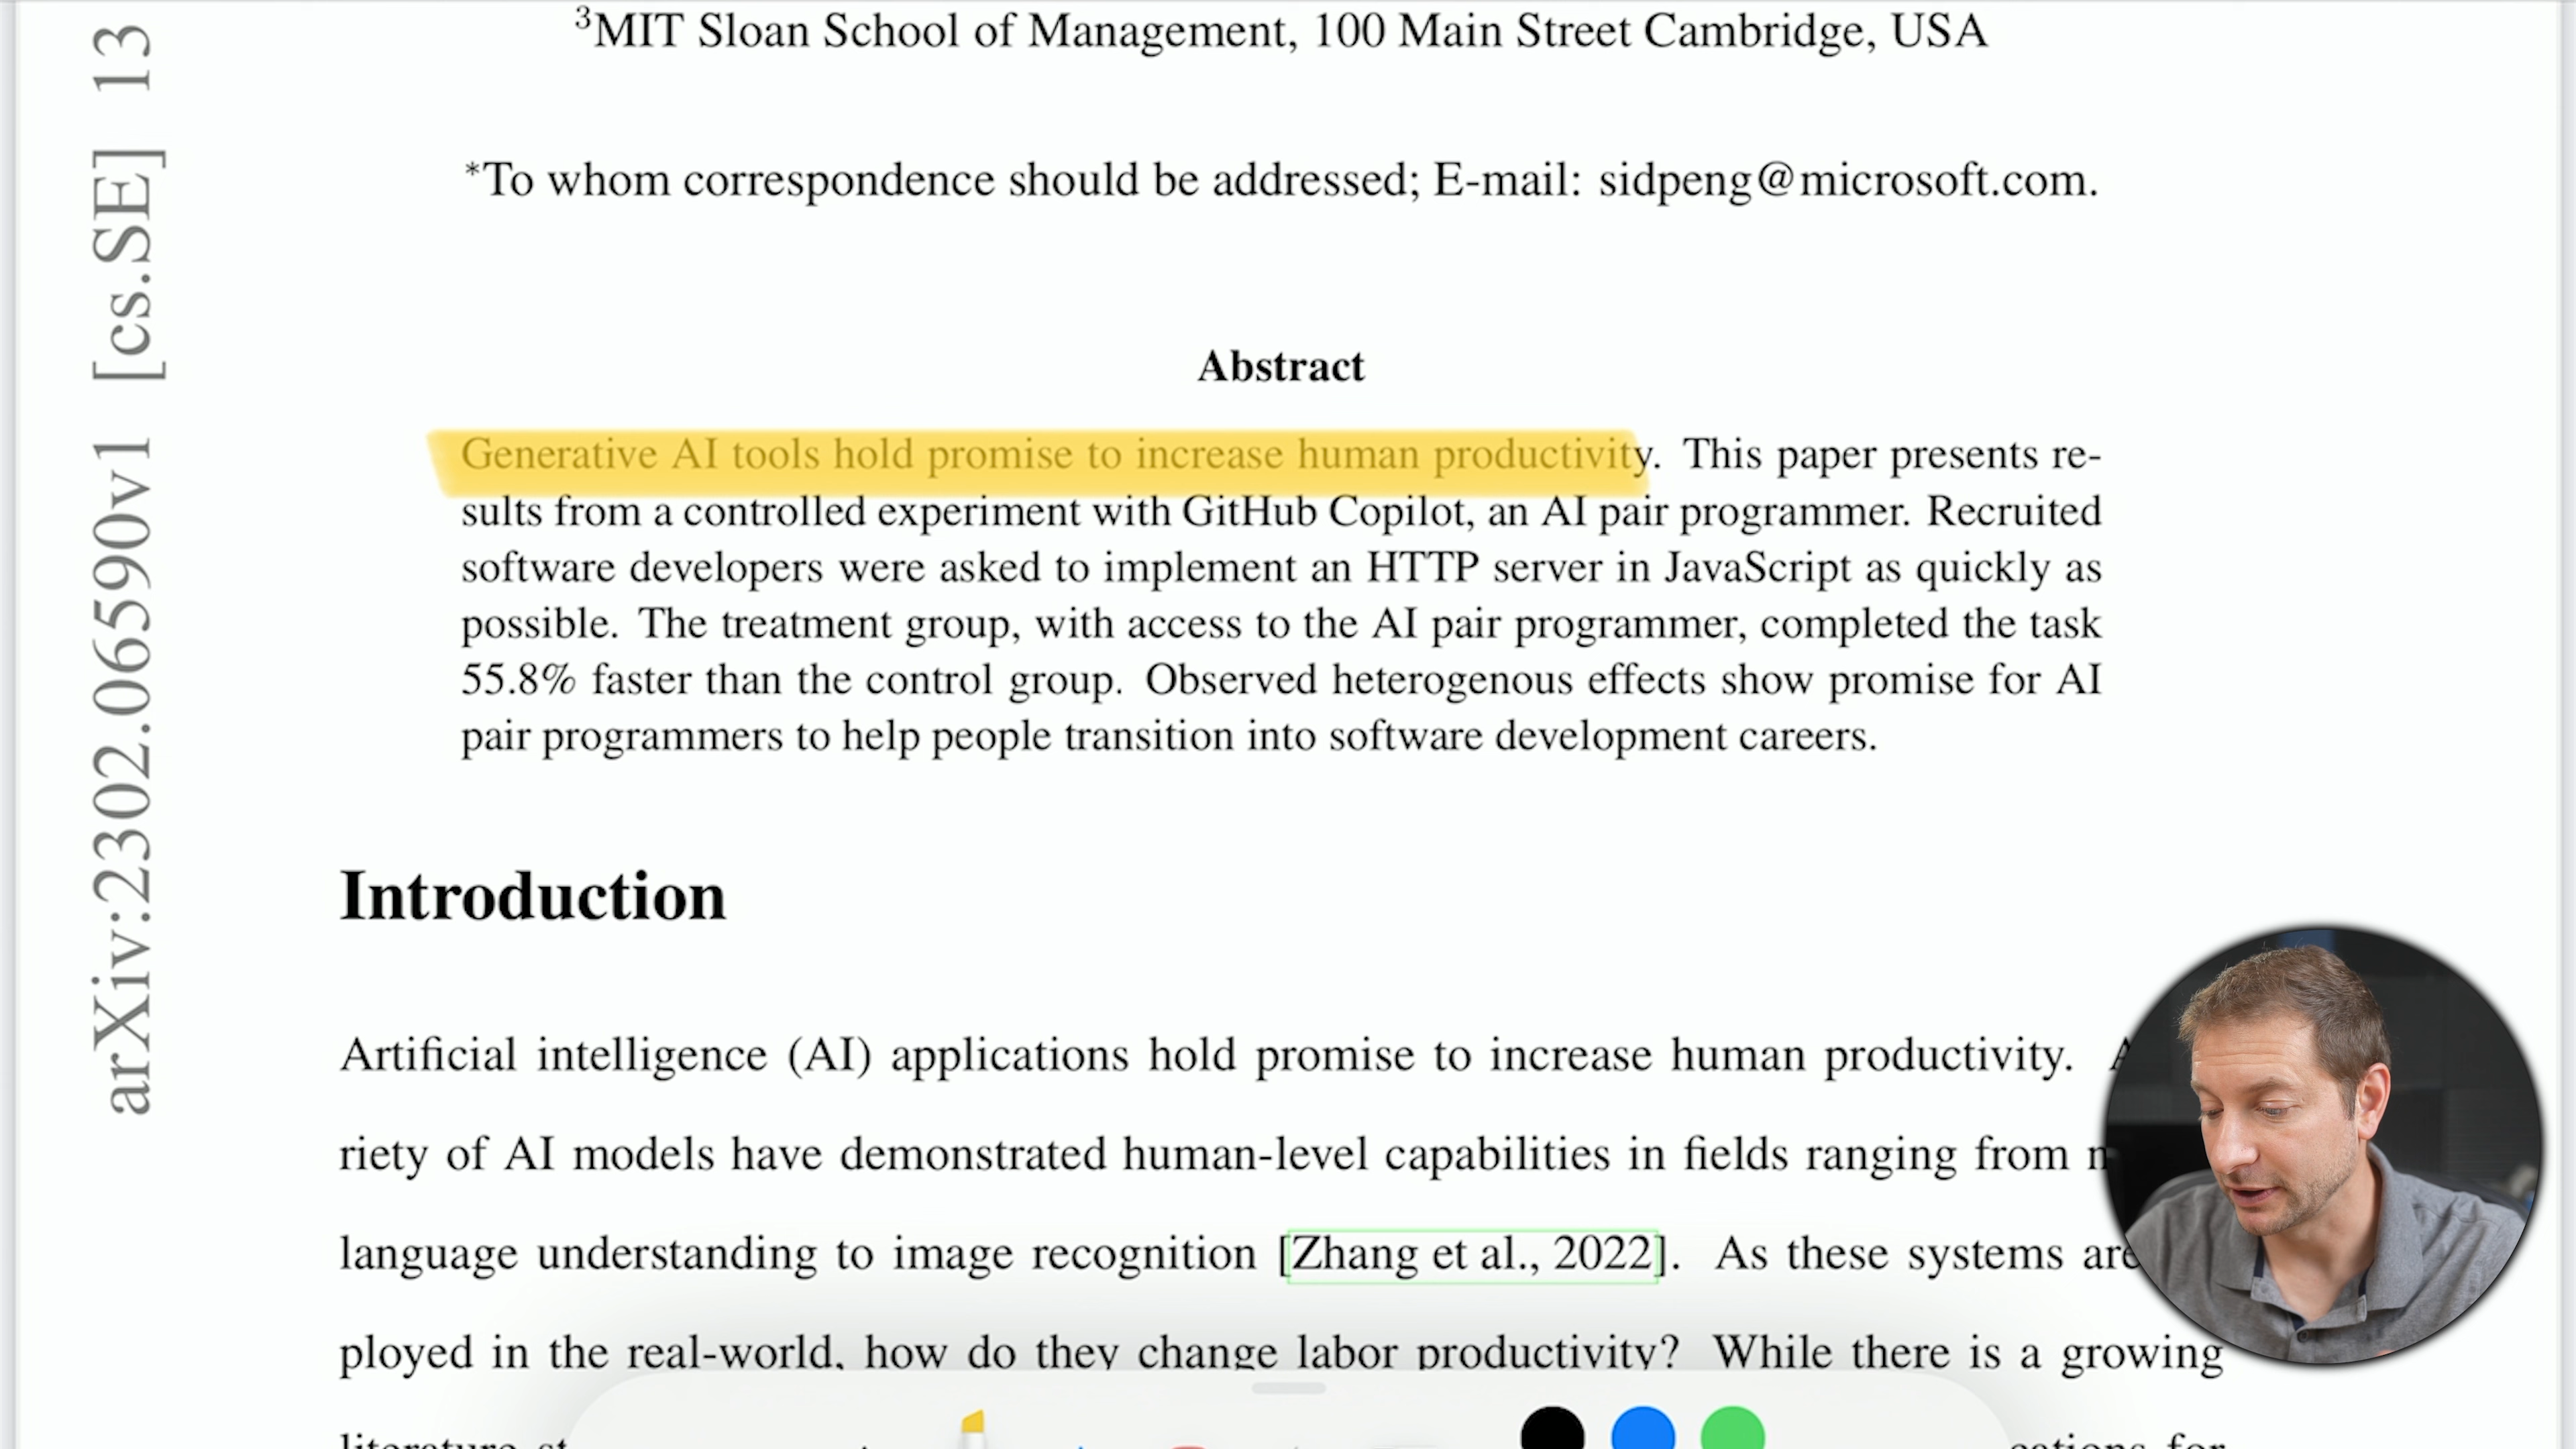 ³MIT Sloan School of Management, 100 Main Street Cambridge, USA
*To whom correspondence should be addressed; E-mail: sidpeng@microsoft.com.
Abstract
Generative AI tools hold promise to increase human productivity. This paper presents re-
sults from a controlled experiment with GitHub Copilot, an AI pair programmer. Recruited
software developers were asked to implement an HTTP server in JavaScript as quickly as
possible. The treatment group, with access to the AI pair programmer, completed the task
55.8% faster than the control group. Observed heterogenous effects show promise for AI
pair programmers to help people transition into software development careers.
Introduction
Artificial intelligence (AI) applications hold promise to increase human productivity.
riety of AI models have demonstrated human-level capabilities in fields ranging from
language understanding to image recognition [Zhang et al., 2022]. As these systems are
ployed in the real-world, how do they change labor productivity? While there is a growing
arXiv:2302.06590v1 [cs.SE] 13